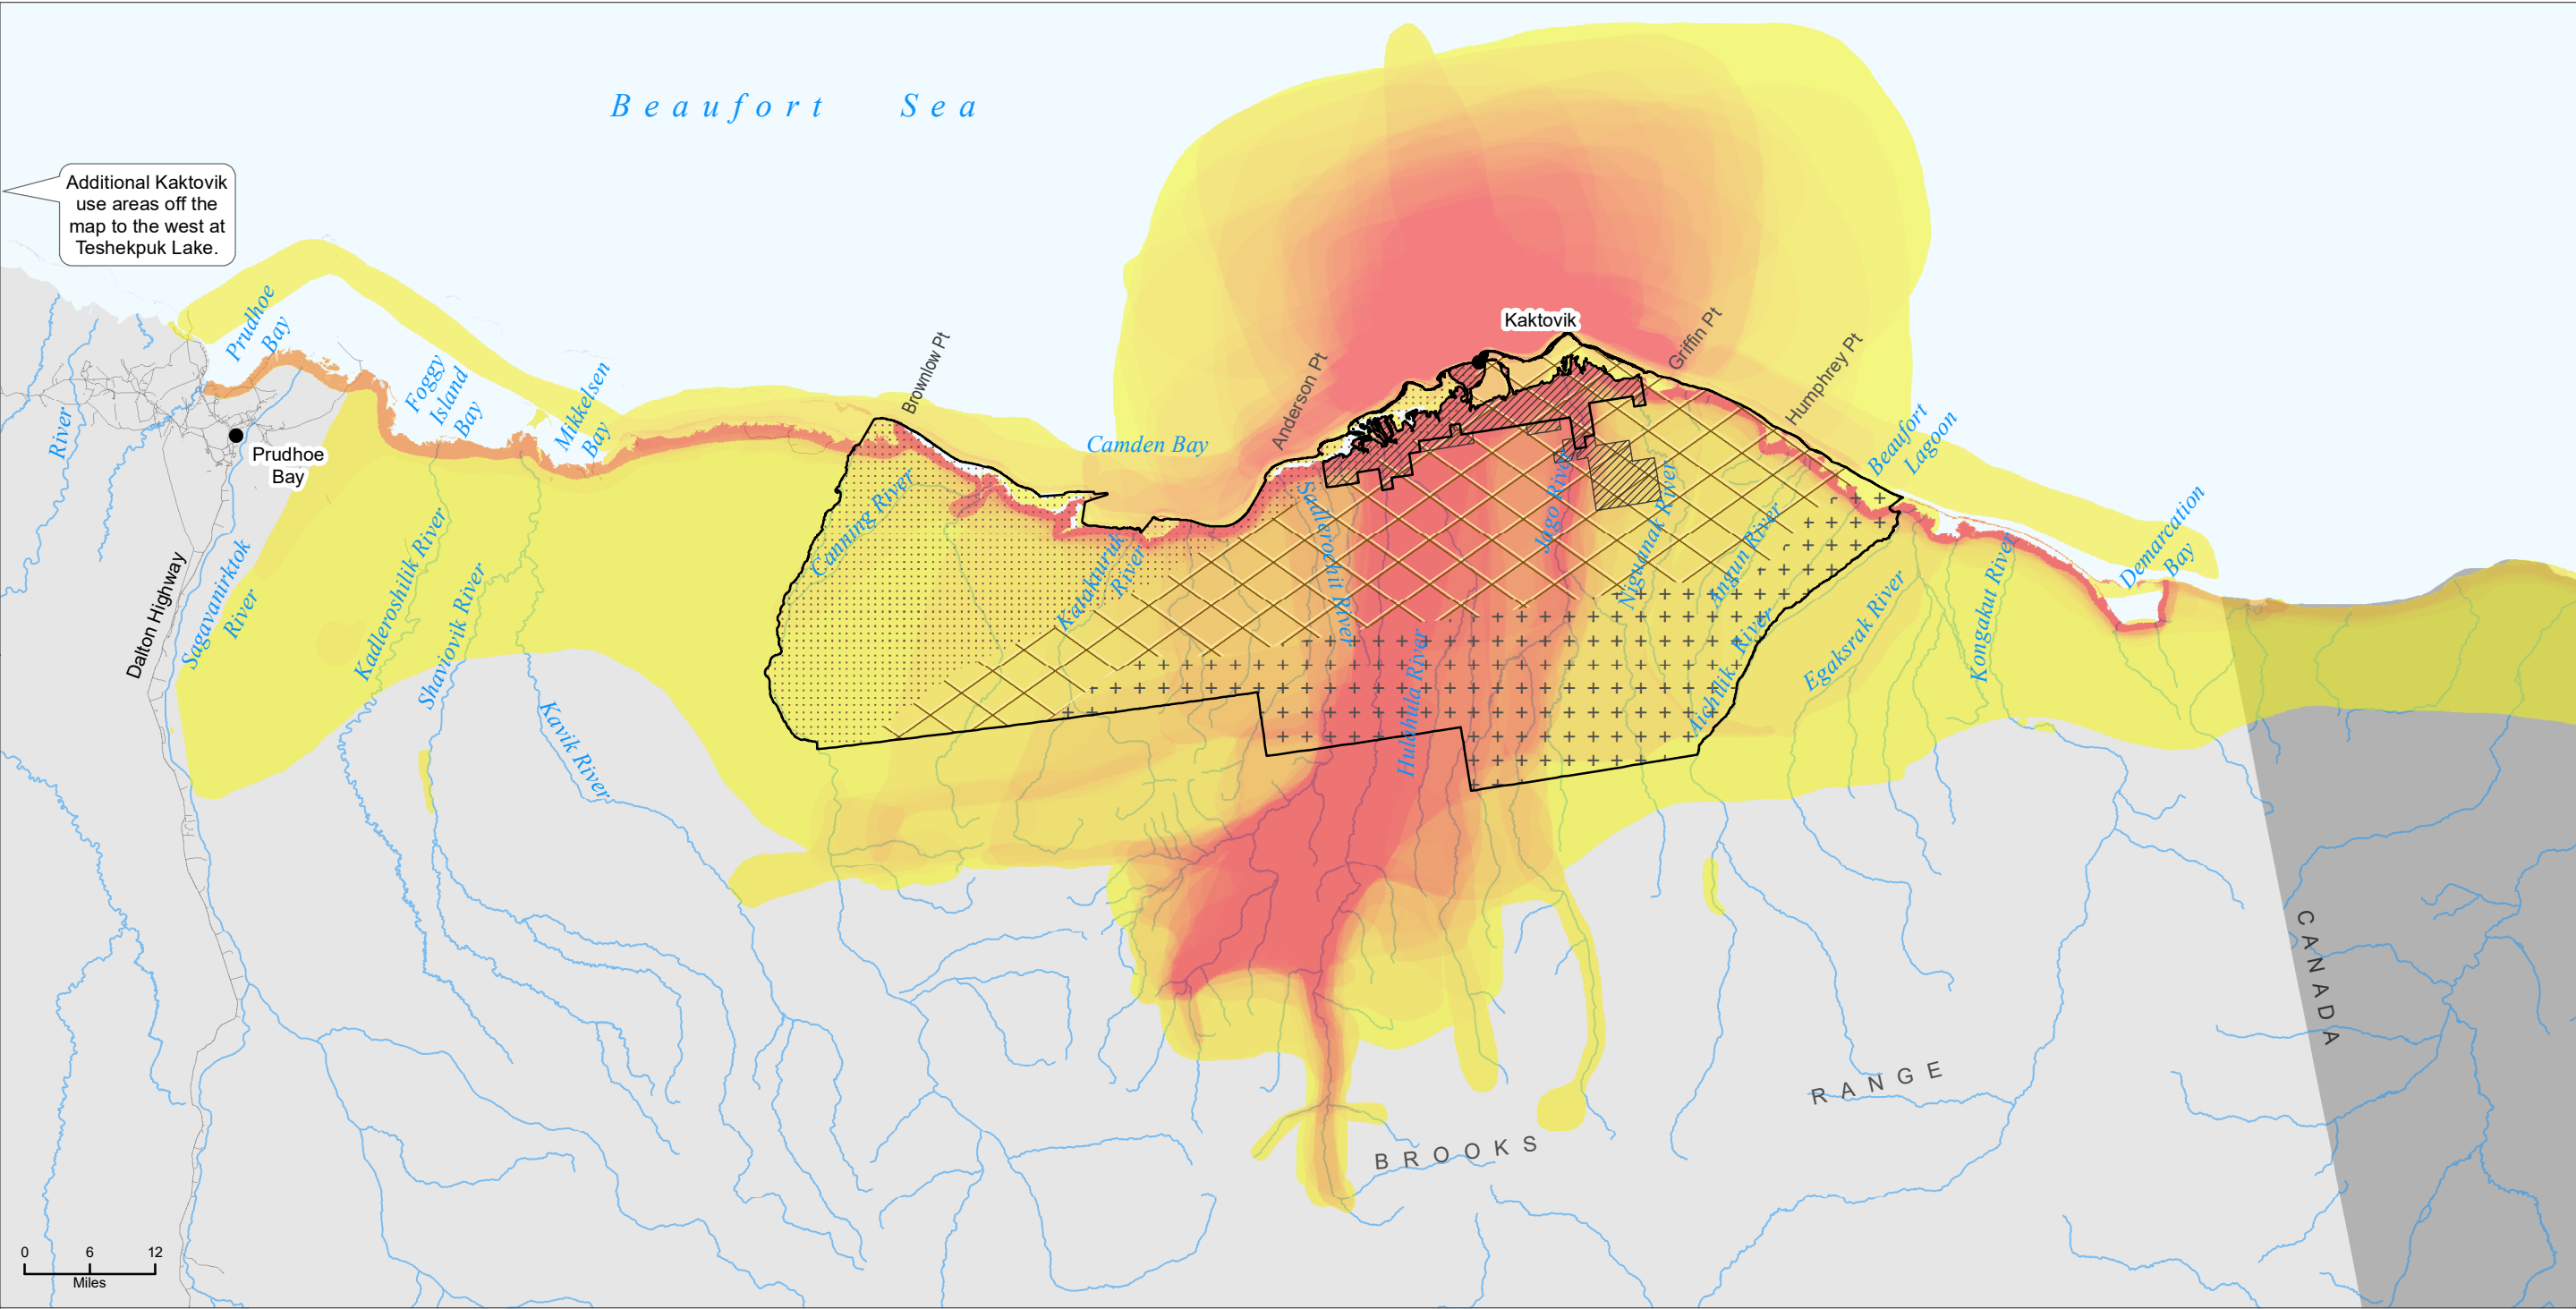 Beaufort Sea
Additional Kaktovik
use areas off the
map to the west at
Teshekpuk Lake.
Prudhoe
Bay
Foggy
Island
Bay
Mikkelsen
Bay
Brownlow Pt
Camden Bay
Anderson Pt
Kaktovik
Griffin Pt
Humphrey Pt
Beaufort
Lagoon
Demarcation
Bay
River
Prudhoe
Bay
Dalton Highway
Sagavanirktok
River
Kadleroshilik River
Shaviovik River
Kavik River
Canning River
Katakturuk
River
Sadlerochit River
Hulahula River
Jago River
Niguanak River
Angun River
Aichilik River
Egaksrak River
Kongakut River
CANADA
BROOKS
RANGE
0 6 12
Miles